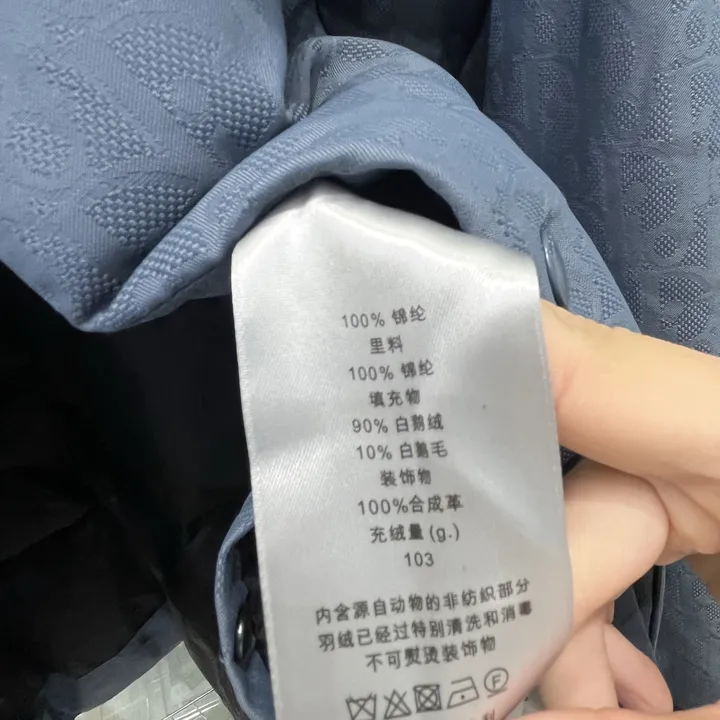 100% 锦纶
里料
100% 锦纶
填充物
90% 白鹅绒
10% 白鹅毛
装饰物
100%合成革
充绒量(g.)
103
内含源自动物的非纺织部分
羽绒已经过特别清洗和消毒
不可熨烫装饰物